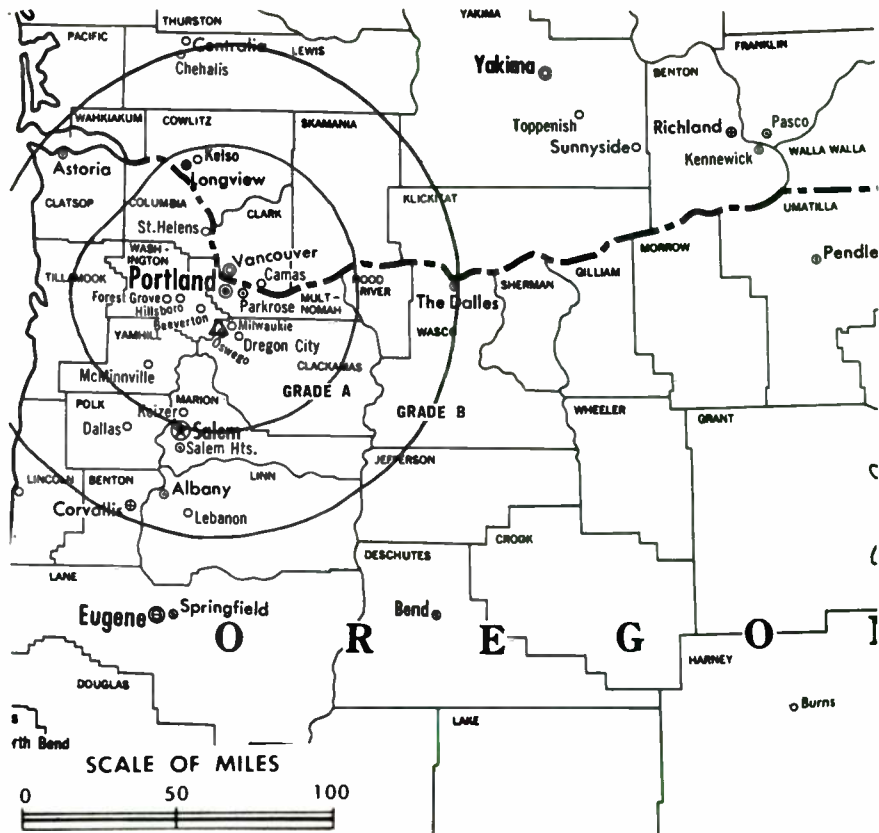 THURSTON
YAKIMA
PACIFIC
Centralia
LEWIS
Chehalis
FRANKLIN
Yakima
BENTON
WAHKIAKUM
COWLITZ
SKAMANIA
Toppenish
Richland
Pasco
Sunnyside
Kennewick
WALLA WALLA
Astoria
Kelso
Longview
CLATSOP
COLUMBIA
KLICKITAT
UMATILLA
CLARK
St. Helens
MORROW
WASH-
INGTON
Vancouver
GILLIAM
Pendle
TILLAMOOK
Portland
Camas
HOOD
RIVER
SHERMAN
Forest Grove
Parkrose
MULT-
NOMAH
The Dalles
Hillsboro
Beaverton
Milwaukie
WASCO
YAMHILL
Oswego
Oregon City
CLACKAMAS
McMinnville
GRADE A
POLK
MARION
Keizer
GRADE B
WHEELER
GRANT
Dallas
Salem
Salem Hts.
JEFFERSON
LINCOLN
BENTON
LINN
Albany
Corvallis
Lebanon
CROOK
DESCHUTES
LANE
Eugene
Springfield
Bend
O R E G O
HARNEY
DOUGLAS
Burns
LAKE
s
rth Bend
SCALE OF MILES
0 50 100